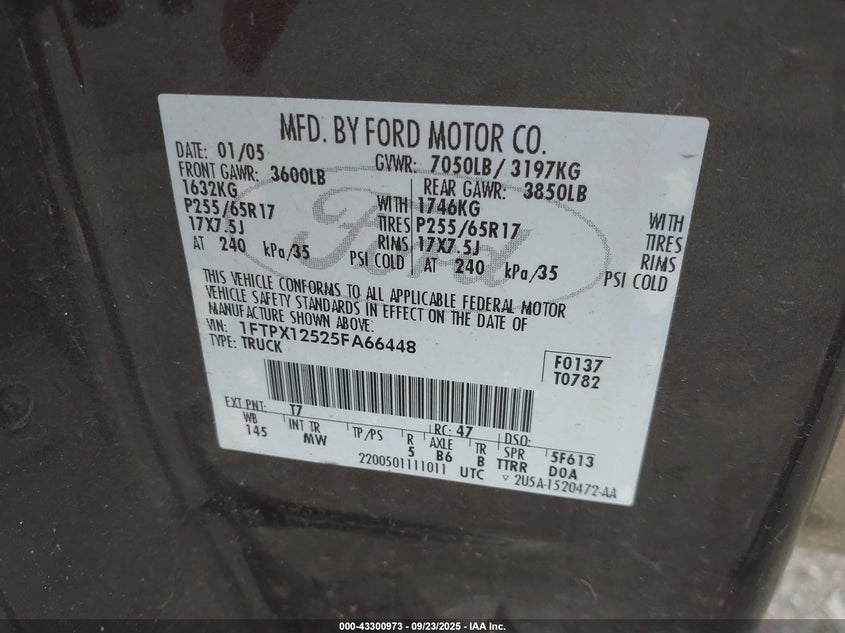 MFD. BY FORD MOTOR CO.
DATE: 01/05 GVWR: 7050LB/ 3197KG
FRONT GAWR: 3600LB REAR GAWR: 3850LB
1632KG WITH 1746KG WITH
P255/65R17 TIRES P255/65R17 TIRES
17X7.5J RIMS 17X7.5J RIMS
AT 240 kPa/35 PSI COLD AT 240 kPa/35 PSI COLD
Ford
THIS VEHICLE CONFORMS TO ALL APPLICABLE FEDERAL MOTOR
VEHICLE SAFETY STANDARDS IN EFFECT ON THE DATE OF
MANUFACTURE SHOWN ABOVE.
VIN: 1FTPX12525FA66448
TYPE: TRUCK
F0137
T0782
EXT PNT: T7 RC: 47 DSO:
WB INT TR TP/PS R AXLE TR SPR 5F613
145 MW 5 B6 B TTRR DOA
2200501111011 UTC ▽ 2U5A-1520472-AA
000-43300973 - 09/23/2025 - IAA Inc.